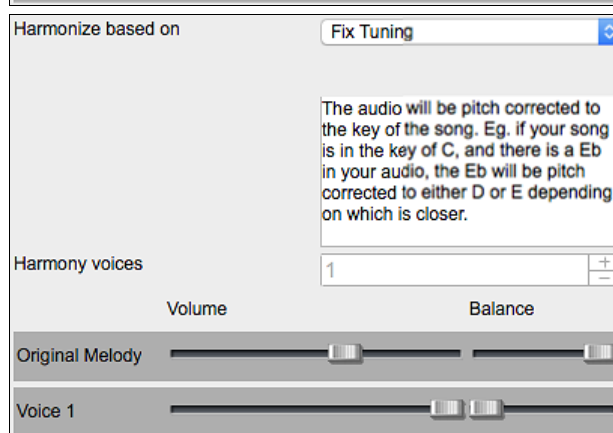 Harmonize based on
Fix Tuning
The audio will be pitch corrected to
the key of the song. Eg. if your song
is in the key of C, and there is a Eb
in your audio, the Eb will be pitch
corrected to either D or E depending
on which is closer.
Harmony voices
1
+
−
Volume
Balance
Original Melody
Voice 1